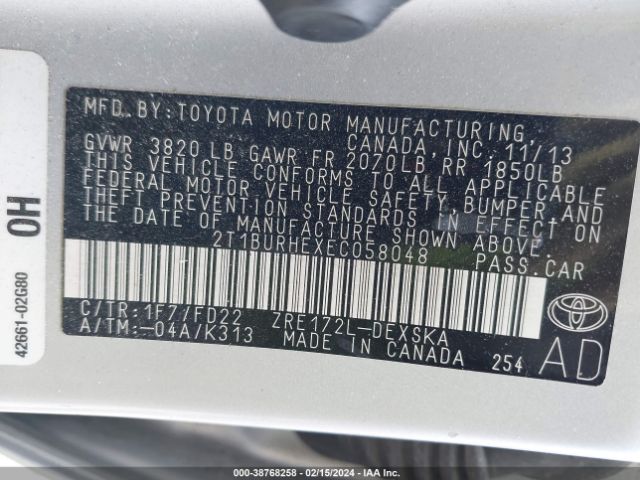 MFD. BY: TOYOTA MOTOR MANUFACTURING
CANADA, INC. 11/13
GVWR 3820 LB GAWR FR 2070LB RR 1850LB
THIS VEHICLE CONFORMS TO ALL APPLICABLE
FEDERAL MOTOR VEHICLE SAFETY, BUMPER, AND
THEFT PREVENTION STANDARDS IN EFFECT ON
THE DATE OF MANUFACTURE SHOWN ABOVE.
2T1BURHEXEC058048 PASS.CAR
C/TR: 1F7/FD22 ZRE172L-DEXSKA
A/TM: -04A/K313 MADE IN CANADA 254
AD
TOYOTA
0H
42661-02G80
000-38768258 - 02/15/2024 - IAA Inc.